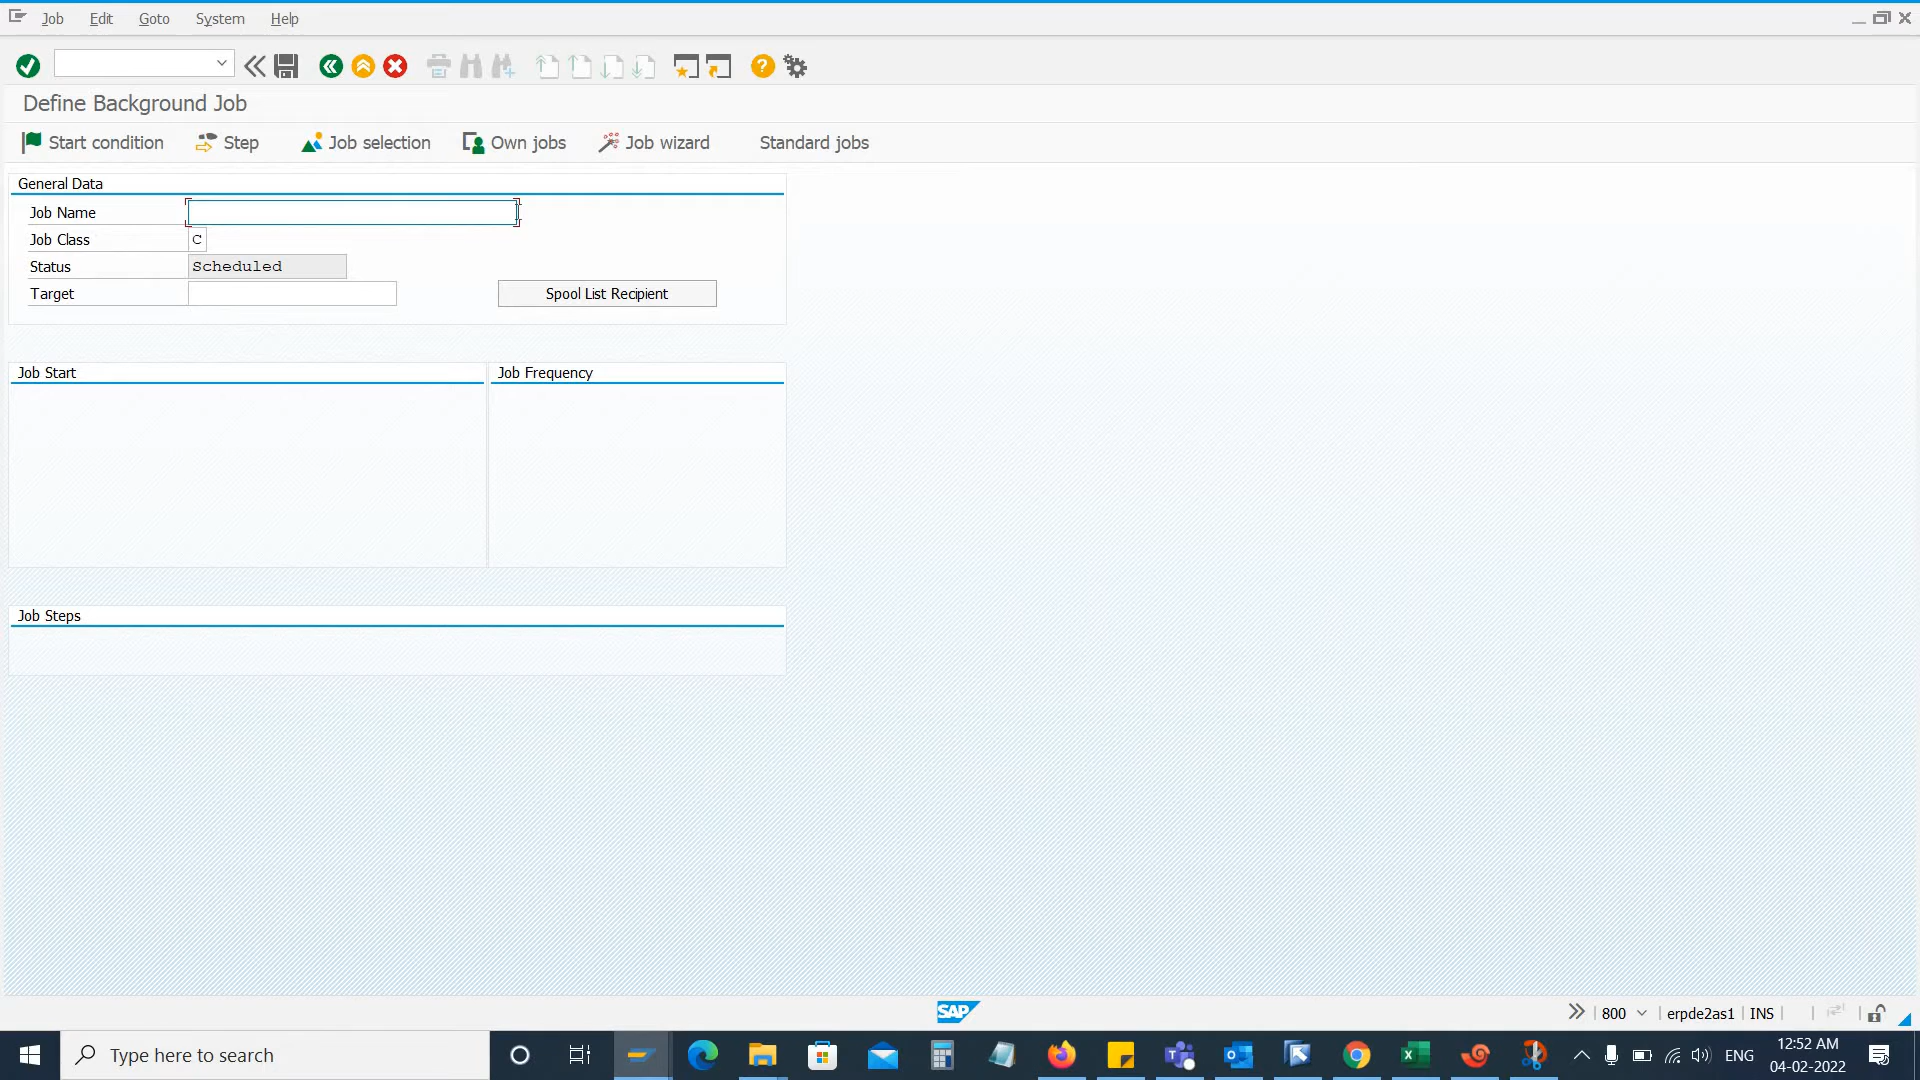 Job Edit Goto System Help
Define Background Job
Start condition Step Job selection Own jobs Job wizard Standard jobs
General Data
Job Name
Job Class C
Status Scheduled
Target Spool List Recipient
Job Start Job Frequency
Job Steps
SAP 800 erpde2as1 INS
Type here to search ENG 12:52 AM
04-02-2022